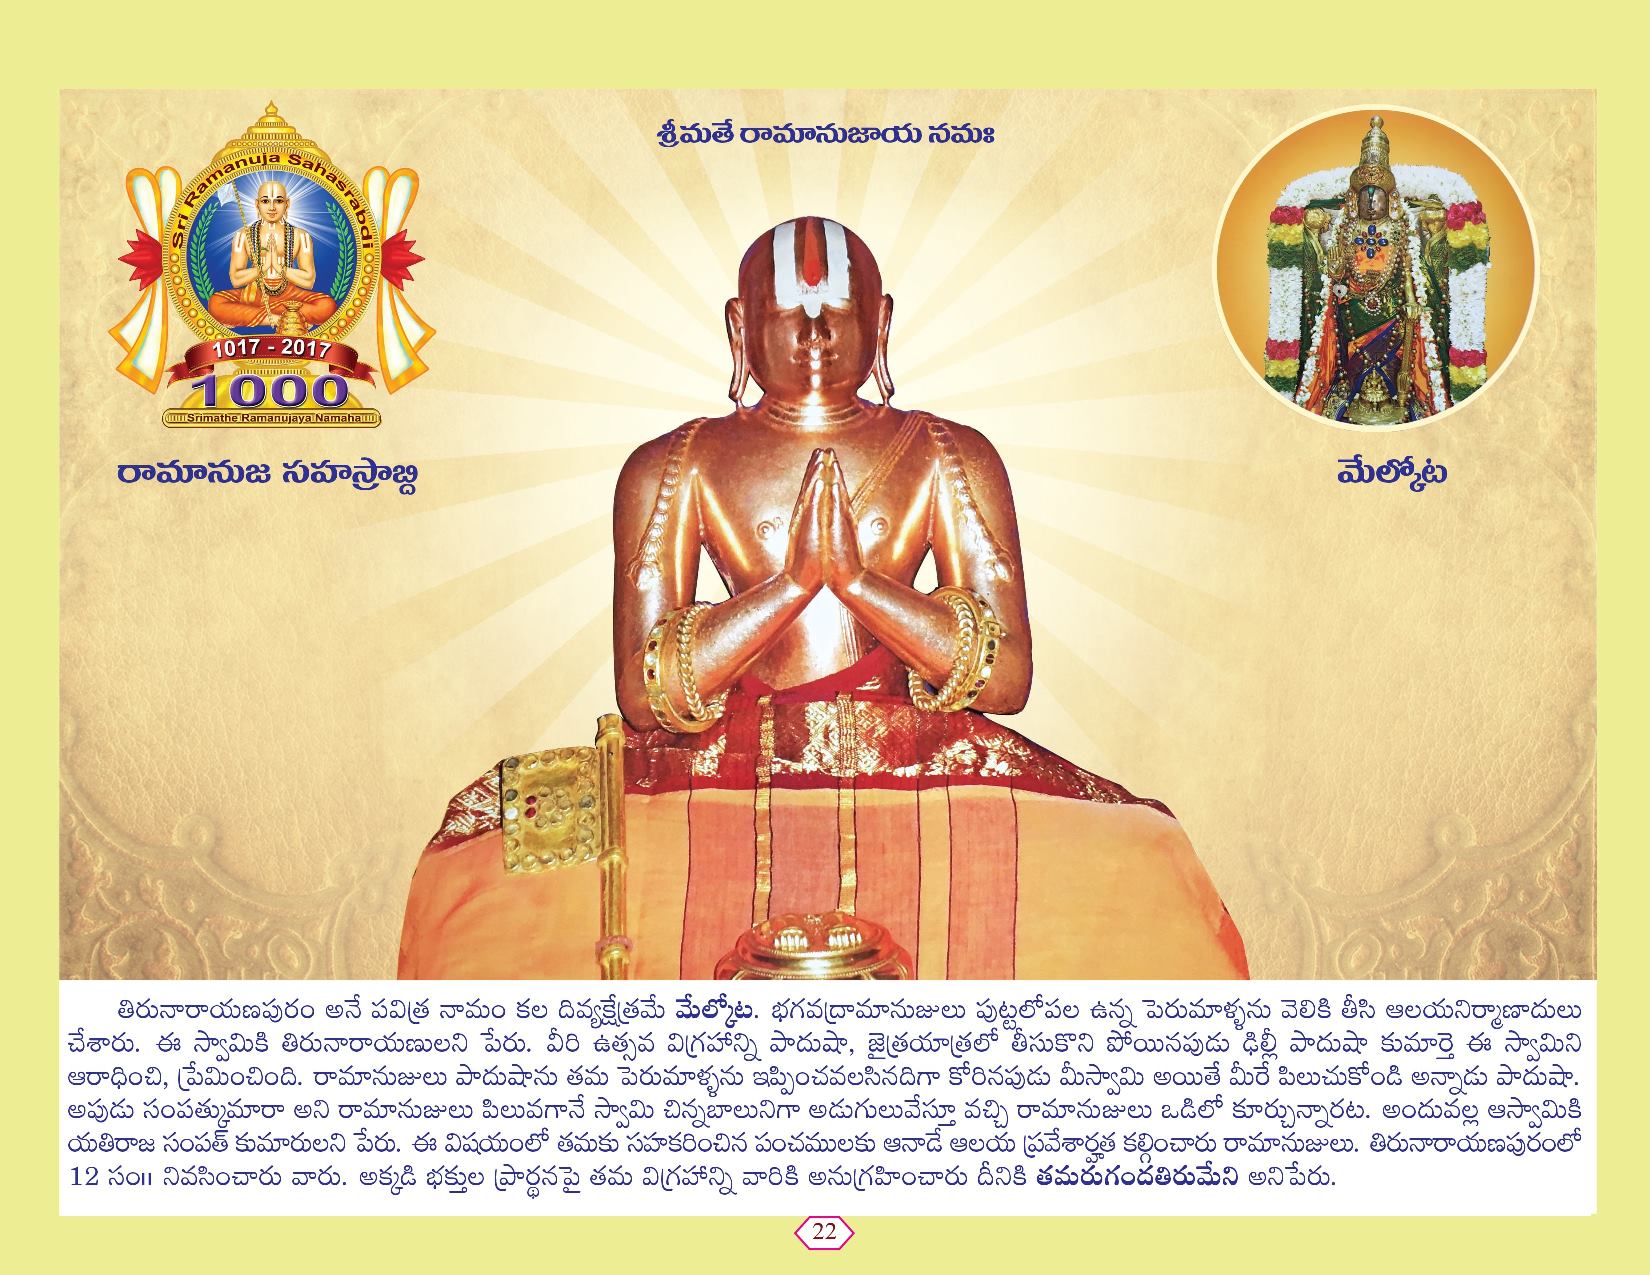 శ్రీమతే రామానుజాయ నమః
Sri Ramanuja Sahasrabdi
1017 - 2017
1000
Srimathe Ramanujaya Namaha
రామానుజ సహస్రాబ్ది
మేల్కోట
తిరునారాయణపురం అనే పవిత్ర నామం కల దివ్యక్షేత్రమే మేల్కోట. భగవద్రామానుజులు పుట్టలోపల ఉన్న పెరుమాళ్ళను వెలికి తీసి ఆలయనిర్మాణాదులు
చేశారు. ఈ స్వామికి తిరునారాయణులని పేరు. వీరి ఉత్సవ విగ్రహాన్ని పాదుషా, జైత్రయాత్రలో తీసుకొని పోయినపుడు ఢిల్లీ పాదుషా కుమార్తె ఈ స్వామిని
ఆరాధించి, ప్రేమించింది. రామానుజులు పాదుషాను తమ పెరుమాళ్ళను ఇప్పించవలసినదిగా కోరినపుడు మీస్వామి అయితే మీరే పిలుచుకోండి అన్నాడు పాదుషా.
అపుడు సంపత్కుమారా అని రామానుజులు పిలువగానే స్వామి చిన్నబాలునిగా అడుగులువేస్తూ వచ్చి రామానుజులు ఒడిలో కూర్చున్నారట. అందువల్ల ఆస్వామికి
యతిరాజ సంపత్ కుమారులని పేరు. ఈ విషయంలో తమకు సహకరించిన పంచములకు ఆనాడే ఆలయ ప్రవేశార్హత కల్గించారు రామానుజులు. తిరునారాయణపురంలో
12 సం॥ నివసించారు వారు. అక్కడి భక్తుల ప్రార్థనపై తమ విగ్రహాన్ని వారికి అనుగ్రహించారు దీనికి తమరుగందతిరుమేని అనిపేరు.
22